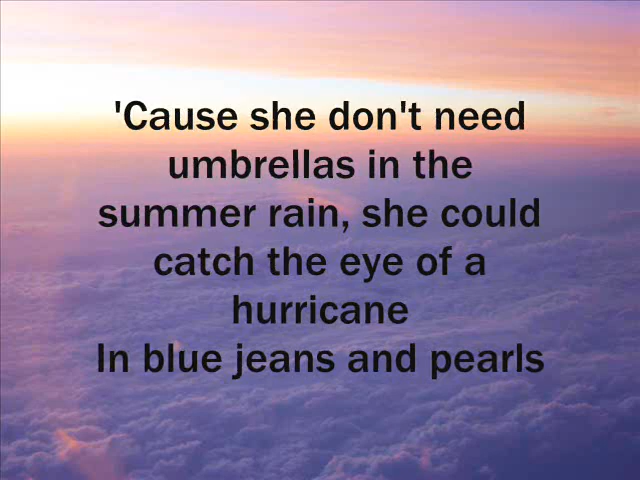 'Cause she don't need
umbrellas in the
summer rain, she could
catch the eye of a
hurricane
In blue jeans and pearls